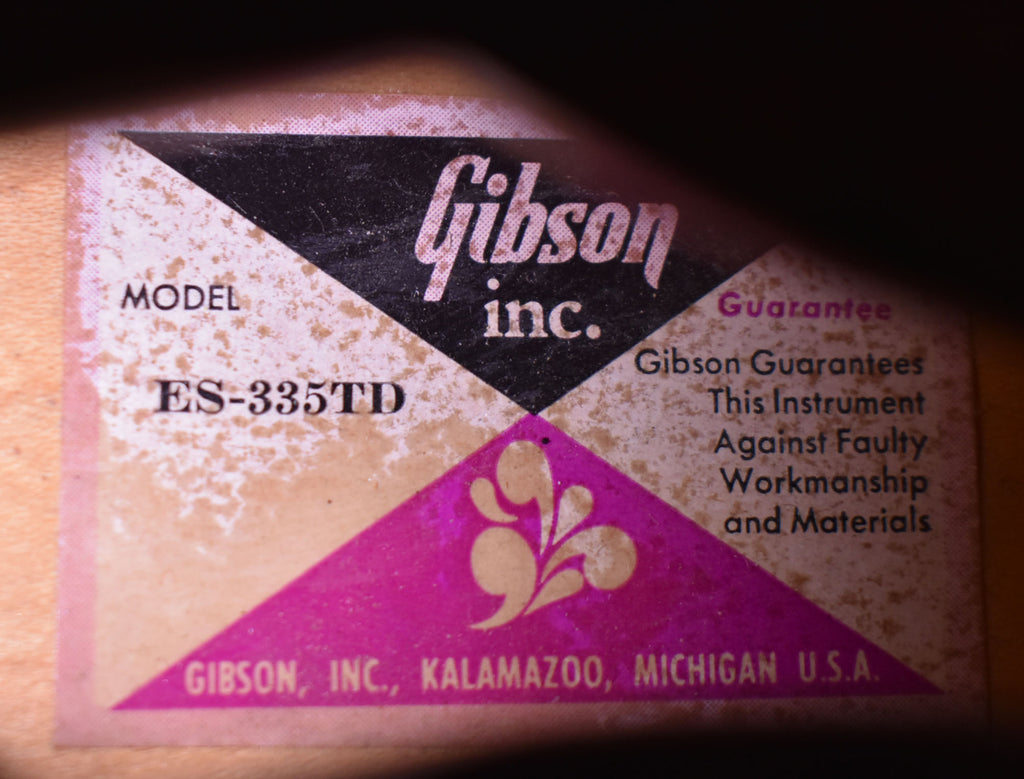 Gibson
inc.
MODEL
ES-335TD
Guarantee
Gibson Guarantees
This Instrument
Against Faulty
Workmanship
and Materials
GIBSON, INC., KALAMAZOO, MICHIGAN U.S.A.